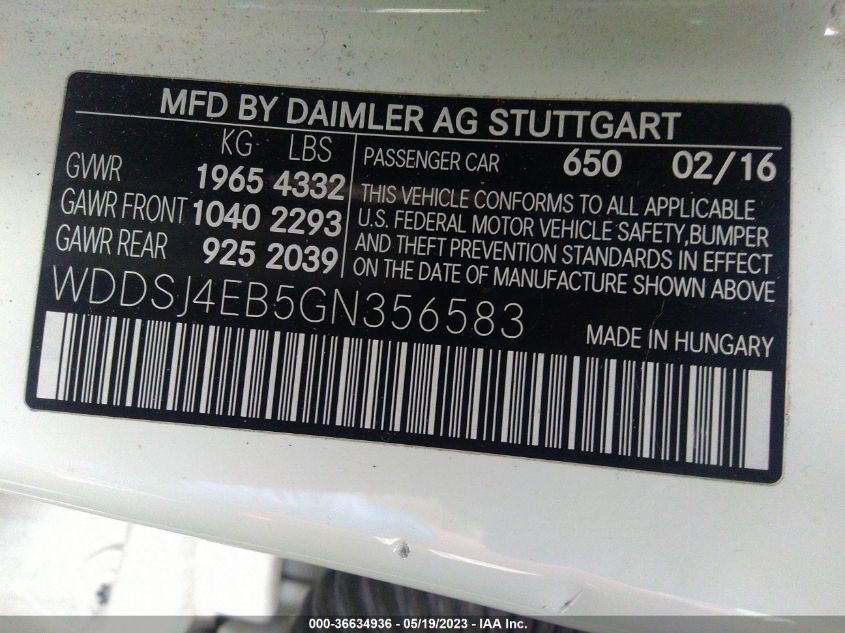 MFD BY DAIMLER AG STUTTGART
KG LBS
GVWR 1965 4332
GAWR FRONT 1040 2293
GAWR REAR 925 2039
PASSENGER CAR 650 02/16
THIS VEHICLE CONFORMS TO ALL APPLICABLE
U.S. FEDERAL MOTOR VEHICLE SAFETY,BUMPER
AND THEFT PREVENTION STANDARDS IN EFFECT
ON THE DATE OF MANUFACTURE SHOWN ABOVE.
WDDSJ4EB5GN356583
MADE IN HUNGARY
000-36634936 - 05/19/2023 - IAA Inc.